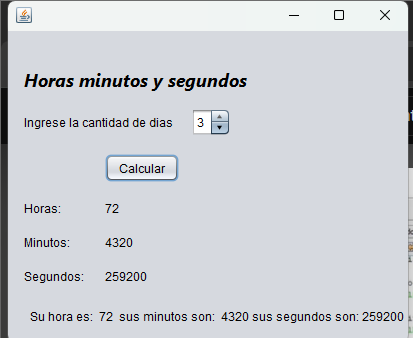 Horas minutos y segundos
Ingrese la cantidad de dias 3
Calcular
Horas: 72
Minutos: 4320
Segundos: 259200
Su hora es: 72 sus minutos son: 4320 sus segundos son: 259200